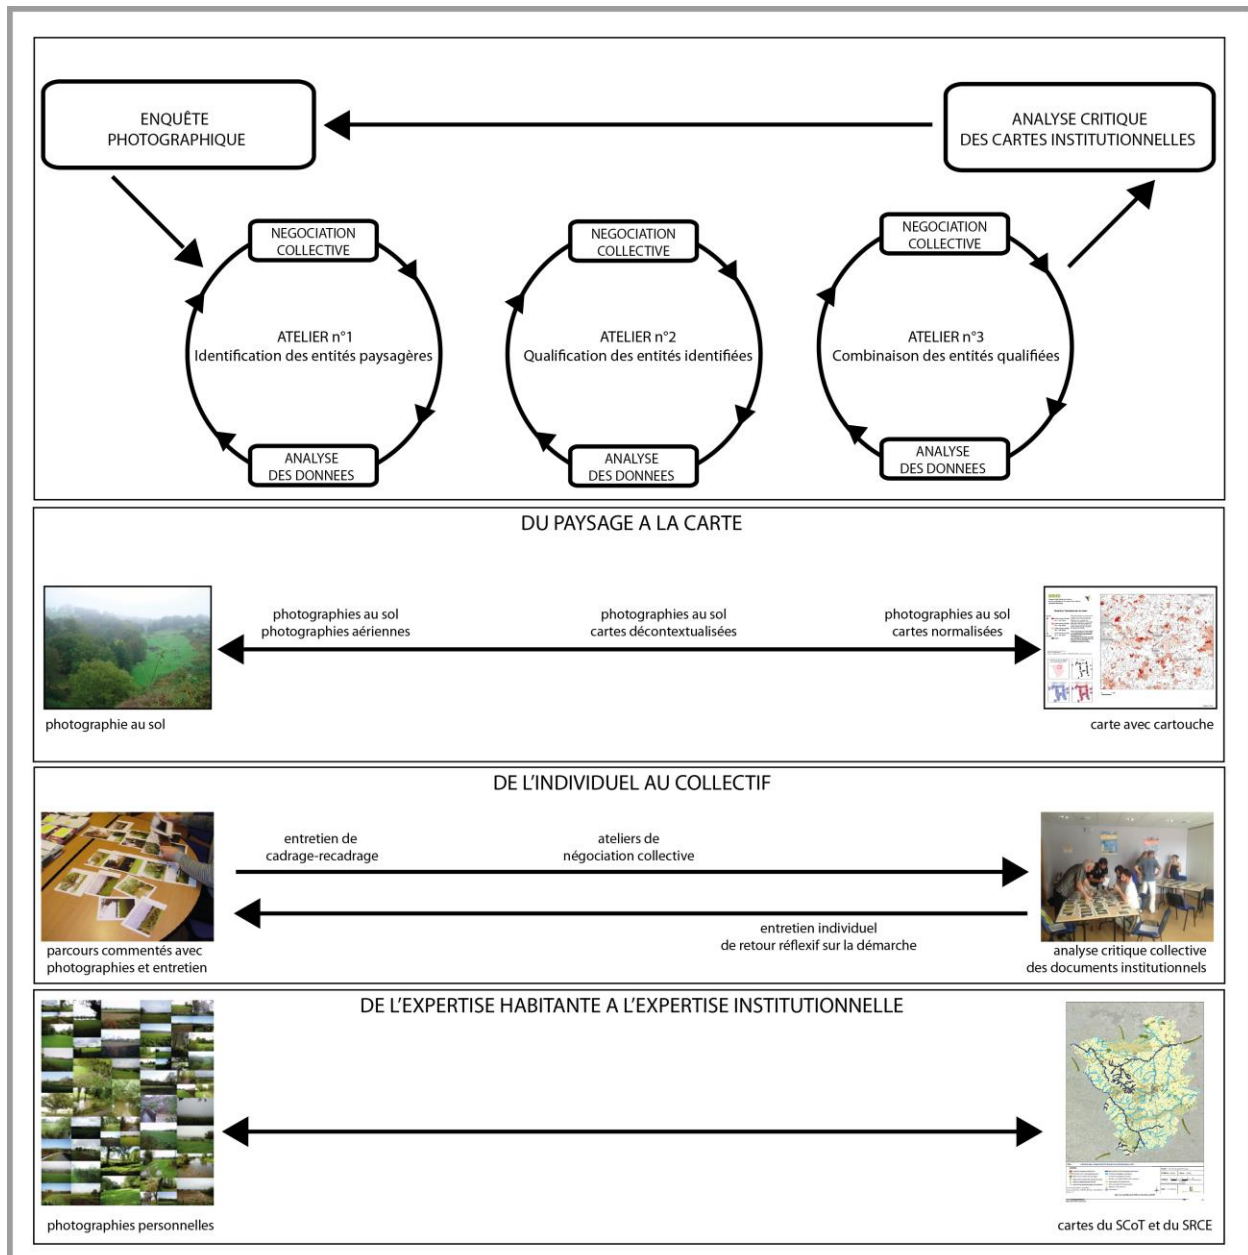 ENQUÊTE
PHOTOGRAPHIQUE
ANALYSE CRITIQUE
DES CARTES INSTITUTIONNELLES
NEGOCIATION
COLLECTIVE
ATELIER n°1
Identification des entités paysagères
ANALYSE
DES DONNEES
NEGOCIATION
COLLECTIVE
ATELIER n°2
Qualification des entités identifiées
ANALYSE
DES DONNEES
NEGOCIATION
COLLECTIVE
ATELIER n°3
Combinaison des entités qualifiées
ANALYSE
DES DONNEES
DU PAYSAGE A LA CARTE
photographies au sol
photographies aériennes
photographies au sol
cartes décontextualisées
photographies au sol
cartes normalisées
photographie au sol
carte avec cartouche
DE L'INDIVIDUEL AU COLLECTIF
entretien de
cadrage-recadrage
ateliers de
négociation collective
entretien individuel
de retour réflexif sur la démarche
parcours commentés avec
photographies et entretien
analyse critique collective
des documents institutionnels
DE L'EXPERTISE HABITANTE A L'EXPERTISE INSTITUTIONNELLE
photographies personnelles
cartes du SCoT et du SRCE